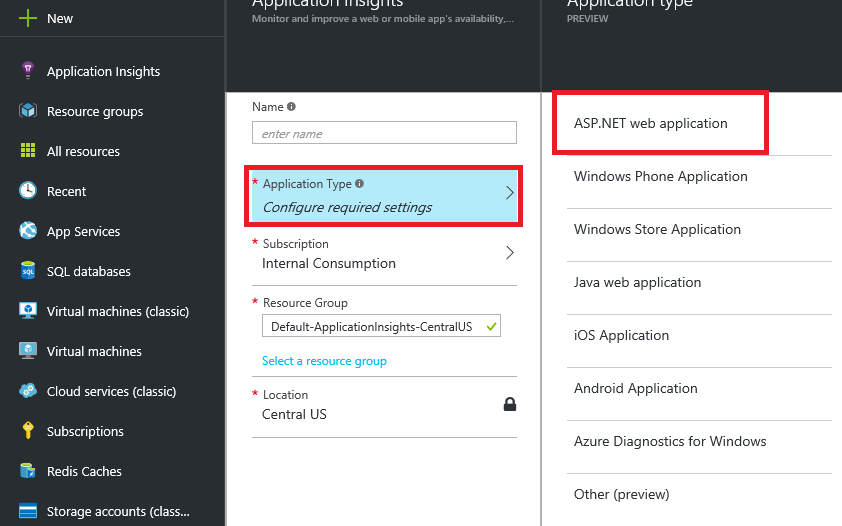 New
Application Insights
Resource groups
All resources
Recent
App Services
SQL databases
Virtual machines (classic)
Virtual machines
Cloud services (classic)
Subscriptions
Redis Caches
Storage accounts (class...
Application Insights
Monitor and improve a web or mobile app's availability,...
Name
enter name
* Application Type
Configure required settings
* Subscription
Internal Consumption
* Resource Group
Default-ApplicationInsights-CentralUS
Select a resource group
* Location
Central US
Application type
PREVIEW
ASP.NET web application
Windows Phone Application
Windows Store Application
Java web application
iOS Application
Android Application
Azure Diagnostics for Windows
Other (preview)